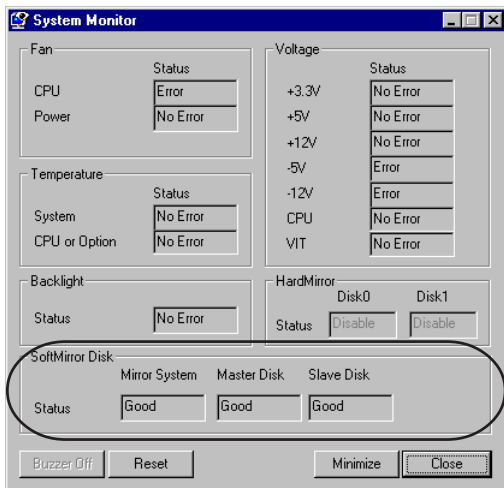 System Monitor
Fan
Status
CPU Error
Power No Error
Temperature
Status
System No Error
CPU or Option No Error
Backlight
Status No Error
Voltage
Status
+3.3V No Error
+5V No Error
+12V No Error
-5V Error
-12V Error
CPU No Error
VIT No Error
HardMirror
Disk0 Disk1
Status Disable Disable
SoftMirror Disk
Mirror System Master Disk Slave Disk
Status Good Good Good
Buzzer Off Reset Minimize Close